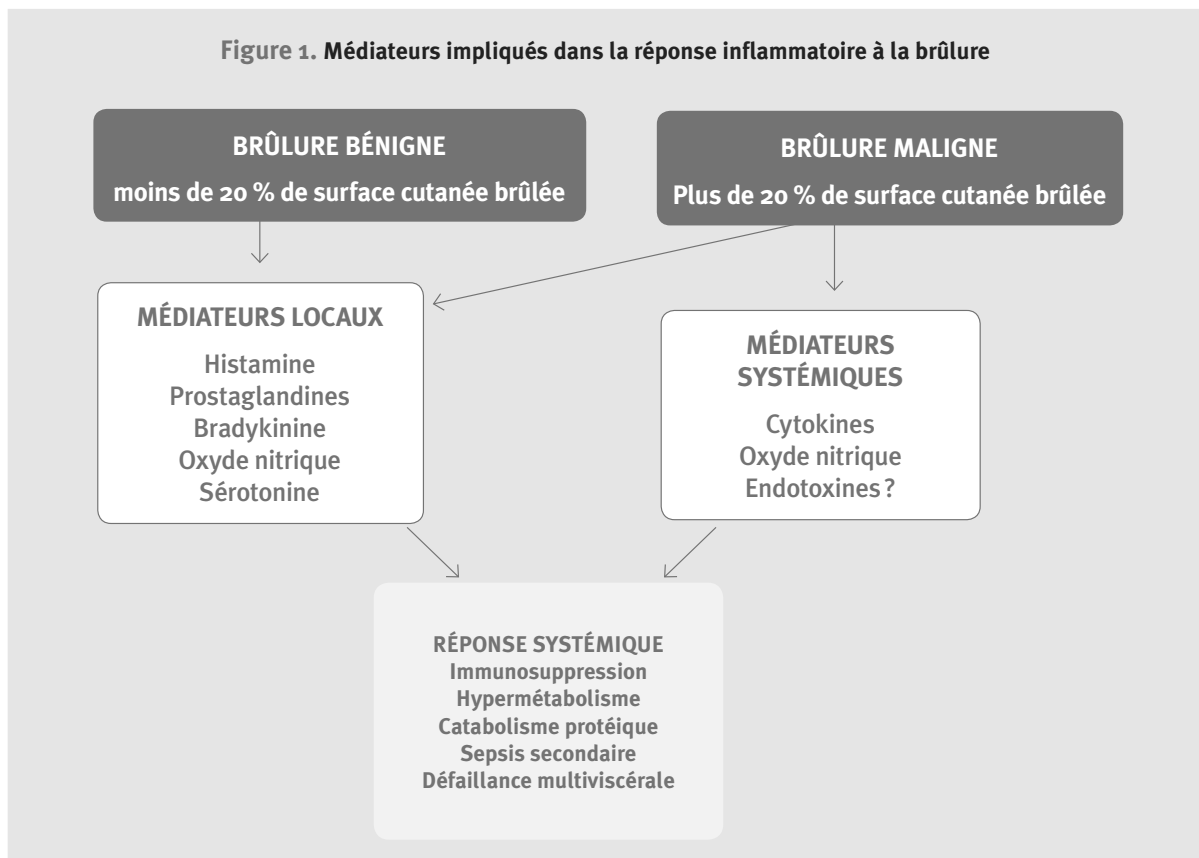 Figure 1. Médiateurs impliqués dans la réponse inflammatoire à la brûlure
BRÛLURE BÉNIGNE
moins de 20 % de surface cutanée brûlée
BRÛLURE MALIGNE
Plus de 20 % de surface cutanée brûlée
MÉDIATEURS LOCAUX
Histamine
Prostaglandines
Bradykinine
Oxyde nitrique
Sérotonine
MÉDIATEURS
SYSTÉMIQUES
Cytokines
Oxyde nitrique
Endotoxines ?
RÉPONSE SYSTÉMIQUE
Immunosuppression
Hypermétabolisme
Catabolisme protéique
Sepsis secondaire
Défaillance multiviscérale